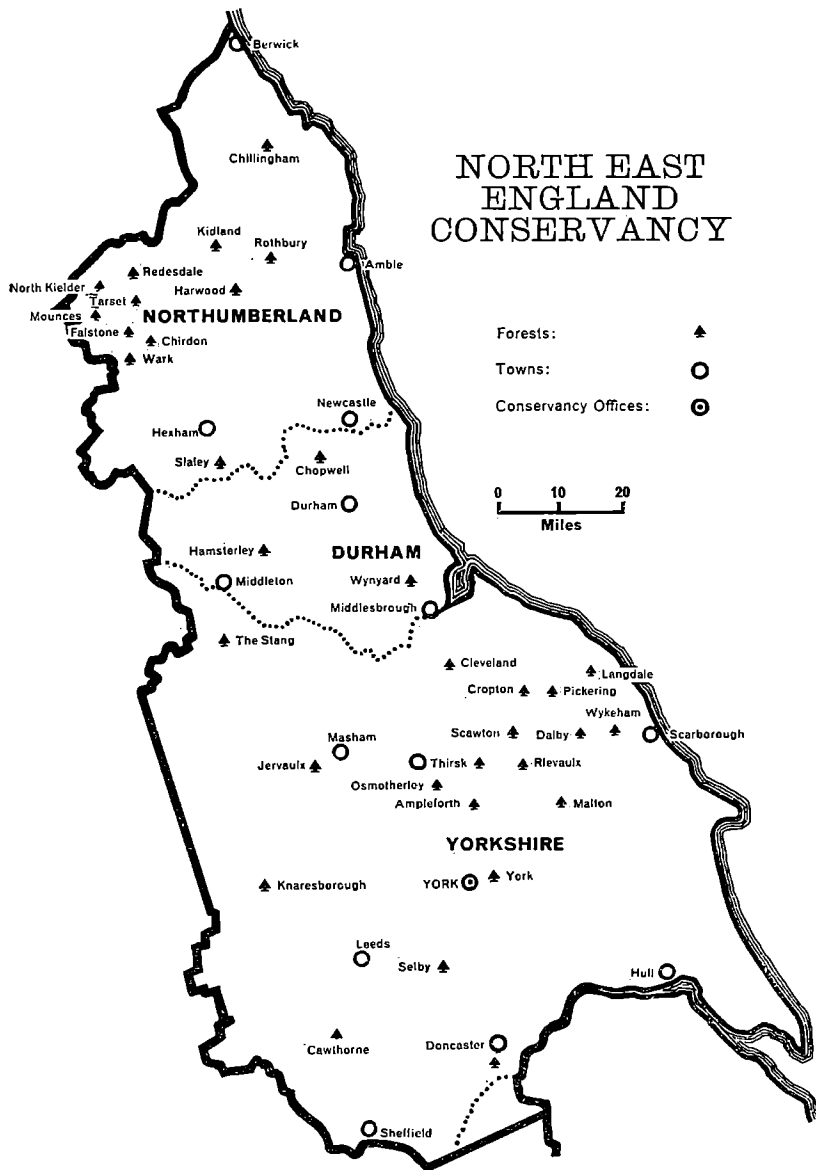 Berwick
Chillingham
NORTH EAST
ENGLAND
CONSERVANCY
Kidland
Rothbury
Amble
Redesdale
North Kielder
Harwood
Tarset
Mounces
NORTHUMBERLAND
Falstone
Chirdon
Wark
Forests:
Towns:
Conservancy Offices:
Newcastle
Hexham
Slaley
Chopwell
0 10 20
Miles
Durham
Hamsterley
DURHAM
Middleton
Wynyard
Middlesbrough
The Stang
Cleveland
Langdale
Cropton
Pickering
Wykeham
Scawton
Dalby
Scarborough
Masham
Jervaulx
Thirsk
Rievaulx
Osmotherley
Ampleforth
Malton
YORKSHIRE
Knaresborough
YORK
York
Leeds
Selby
Hull
Cawthorne
Doncaster
Sheffield